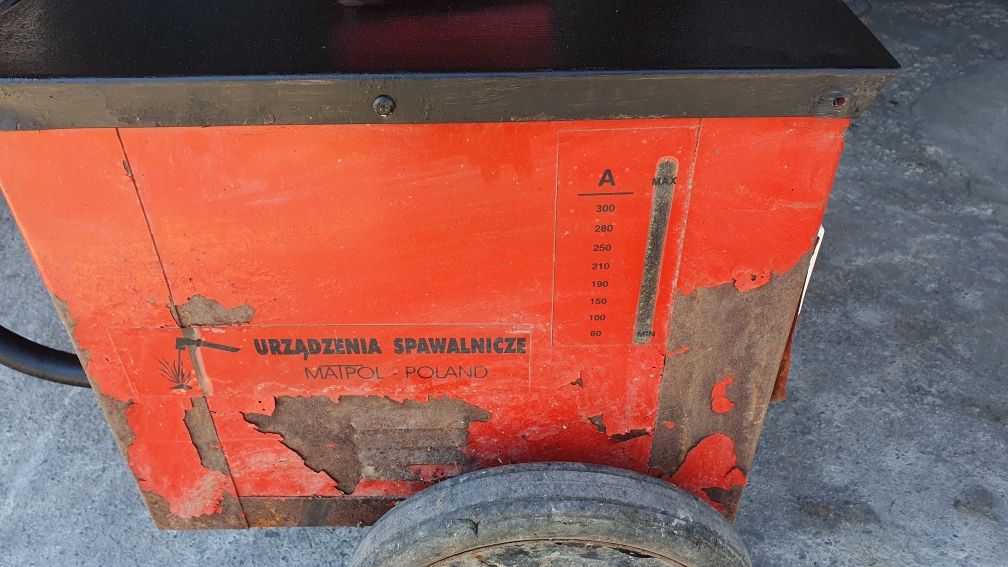 A
MAX
300
280
250
210
190
150
100
60
MIN
URZĄDZENIA SPAWALNICZE
MATPOL - POLAND